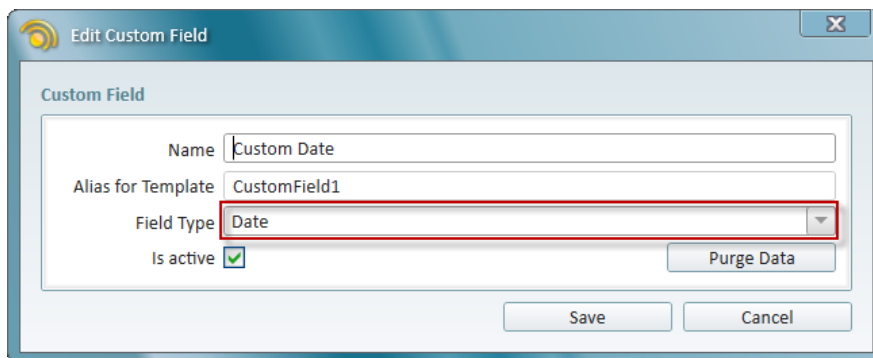 Edit Custom Field
Custom Field
Name Custom Date
Alias for Template CustomField1
Field Type Date
Is active Purge Data
Save Cancel